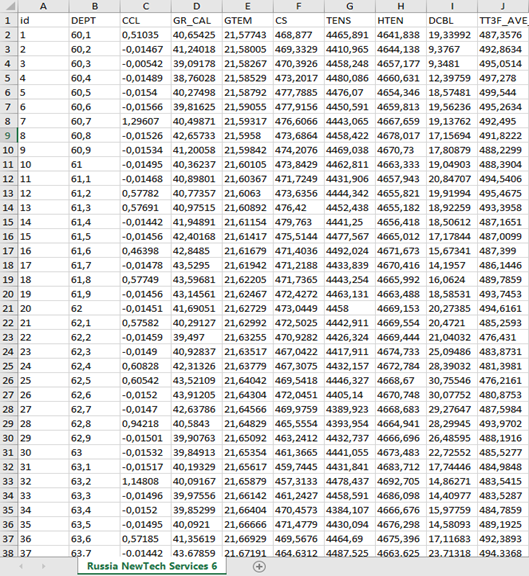 A B C D E F G H I J
1 id DEPT CCL GR_CAL GTEM CS TENS HTEN DCBL TT3F_AVE_
2 1 60,1 0,51035 40,65425 21,57743 468,877 4465,891 4641,838 19,33992 487,3576
3 2 60,2 -0,01467 41,24018 21,58005 469,3329 4410,965 4644,138 9,3767 492,8634
4 3 60,3 -0,00542 39,09178 21,58267 470,3926 4458,248 4657,177 9,3481 495,0514
5 4 60,4 -0,01489 38,76028 21,58529 473,2017 4480,086 4660,631 12,39759 497,278
6 5 60,5 -0,0154 40,27498 21,58792 477,7885 4476,07 4654,346 18,57481 499,544
7 6 60,6 -0,01566 39,81625 21,59055 477,9156 4450,591 4659,813 19,56236 495,2634
8 7 60,7 1,29607 40,49871 21,59317 476,6066 4443,065 4667,659 19,13762 492,495
9 8 60,8 -0,01526 42,65733 21,5958 473,6864 4458,422 4678,017 17,15694 491,8222
10 9 60,9 -0,01534 41,20058 21,59842 474,2076 4469,038 4670,73 17,80879 488,2299
11 10 61 -0,01495 40,36237 21,60105 473,8429 4462,811 4663,333 19,04903 488,3904
12 11 61,1 -0,01468 40,89801 21,60367 471,7249 4431,906 4657,943 20,84707 494,5406
13 12 61,2 0,57782 40,77357 21,6063 473,6356 4444,342 4655,821 19,91994 495,4675
14 13 61,3 0,57691 40,97515 21,60892 476,42 4452,438 4655,182 18,92259 493,3958
15 14 61,4 -0,01442 41,94891 21,61154 479,763 4441,25 4656,418 18,50612 487,1651
16 15 61,5 -0,01456 42,40168 21,61417 475,5144 4477,567 4665,012 17,17844 487,0099
17 16 61,6 0,46398 42,8485 21,61679 471,4036 4492,024 4671,673 15,67341 487,399
18 17 61,7 -0,01478 43,5295 21,61942 471,2188 4433,839 4670,416 14,1957 486,1446
19 18 61,8 0,57749 43,59681 21,62205 471,7365 4443,254 4665,992 16,0624 489,7859
20 19 61,9 -0,01456 43,14561 21,62467 472,4272 4463,131 4663,488 18,58531 493,7453
21 20 62 -0,01451 41,69051 21,62729 473,0449 4458 4669,153 20,27385 494,6161
22 21 62,1 0,57582 40,29127 21,62992 472,5025 4442,911 4669,554 20,4721 485,2593
23 22 62,2 -0,01459 39,497 21,63255 470,9282 4426,324 4669,444 21,04032 476,431
24 23 62,3 -0,0149 40,92837 21,63517 467,0422 4417,911 4674,733 25,09486 483,8731
25 24 62,4 0,60828 42,31326 21,63779 467,3075 4432,157 4672,784 28,39032 481,3981
26 25 62,5 0,60542 43,52109 21,64042 469,5418 4446,327 4668,67 30,75546 476,2161
27 26 62,6 -0,0152 43,91205 21,64304 472,0451 4405,14 4670,748 30,07752 480,8753
28 27 62,7 -0,0147 42,63786 21,64566 469,9759 4389,923 4668,683 29,27647 487,5984
29 28 62,8 0,94218 40,5843 21,64829 465,5554 4393,954 4664,941 28,29945 493,9702
30 29 62,9 -0,01501 39,90763 21,65091 463,2412 4432,737 4666,696 26,48595 488,1916
31 30 63 -0,01532 39,84913 21,65354 461,3665 4441,055 4673,483 22,72552 485,5277
32 31 63,1 -0,01517 40,19329 21,65617 459,7445 4431,841 4683,712 17,74446 484,9848
33 32 63,2 1,14808 40,09167 21,65879 457,3133 4478,437 4692,705 14,86271 483,5415
34 33 63,3 -0,01496 39,97556 21,66142 461,2427 4458,591 4686,098 14,40977 483,5287
35 34 63,4 -0,0152 39,85299 21,66404 470,4573 4384,107 4666,676 15,97759 484,7859
36 35 63,5 -0,01495 40,0921 21,66666 471,4779 4430,094 4676,298 14,58093 489,1925
37 36 63,6 0,57185 41,35619 21,66929 469,5676 4464,69 4675,396 17,11683 492,3893
38 37 63,7 -0,01442 43,67859 21,67191 464,6312 4487,525 4663,625 23,71318 494,3368
Russia NewTech Services 6